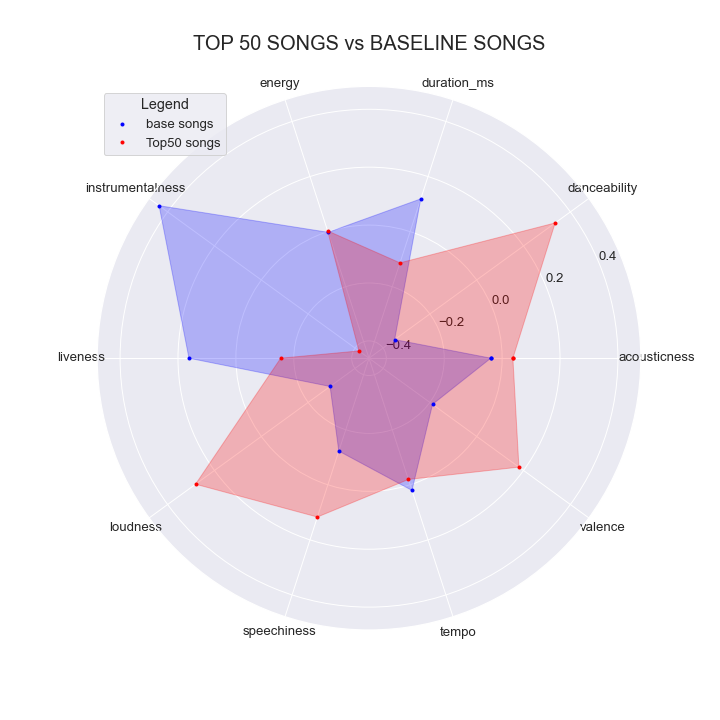 TOP 50 SONGS vs BASELINE SONGS
energy
duration_ms
Legend
base songs
Top50 songs
instrumentalness
danceability
0.4
0.2
0.0
−0.2
−0.4
liveness
acousticness
loudness
valence
speechiness
tempo